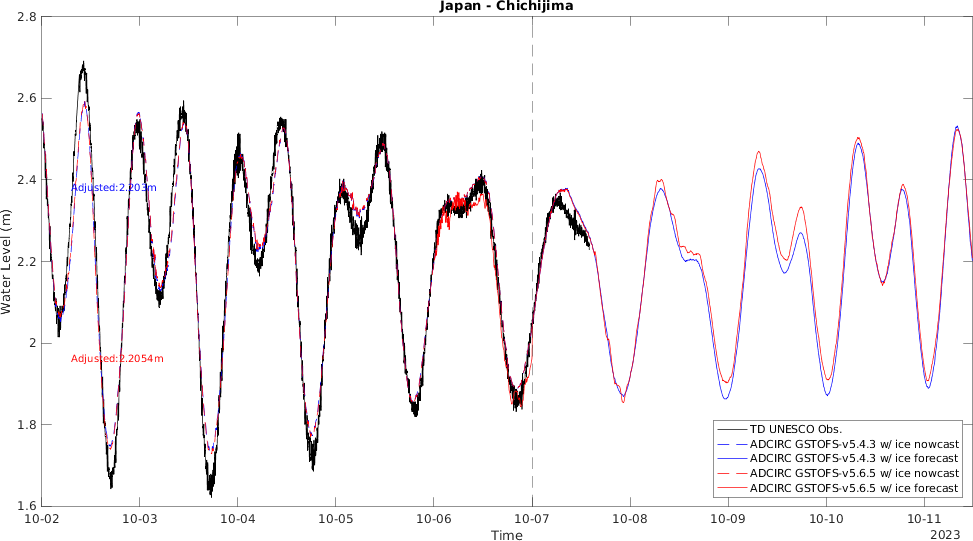 Japan - Chichijima
2.8
2.6
2.4
2.2
2
1.8
1.6
Water Level (m)
Adjusted:2.203m
Adjusted:2.2054m
TD UNESCO Obs.
ADCIRC GSTOFS-v5.4.3 w/ ice nowcast
ADCIRC GSTOFS-v5.4.3 w/ ice forecast
ADCIRC GSTOFS-v5.6.5 w/ ice nowcast
ADCIRC GSTOFS-v5.6.5 w/ ice forecast
10-02 10-03 10-04 10-05 10-06 10-07 10-08 10-09 10-10 10-11
Time
2023